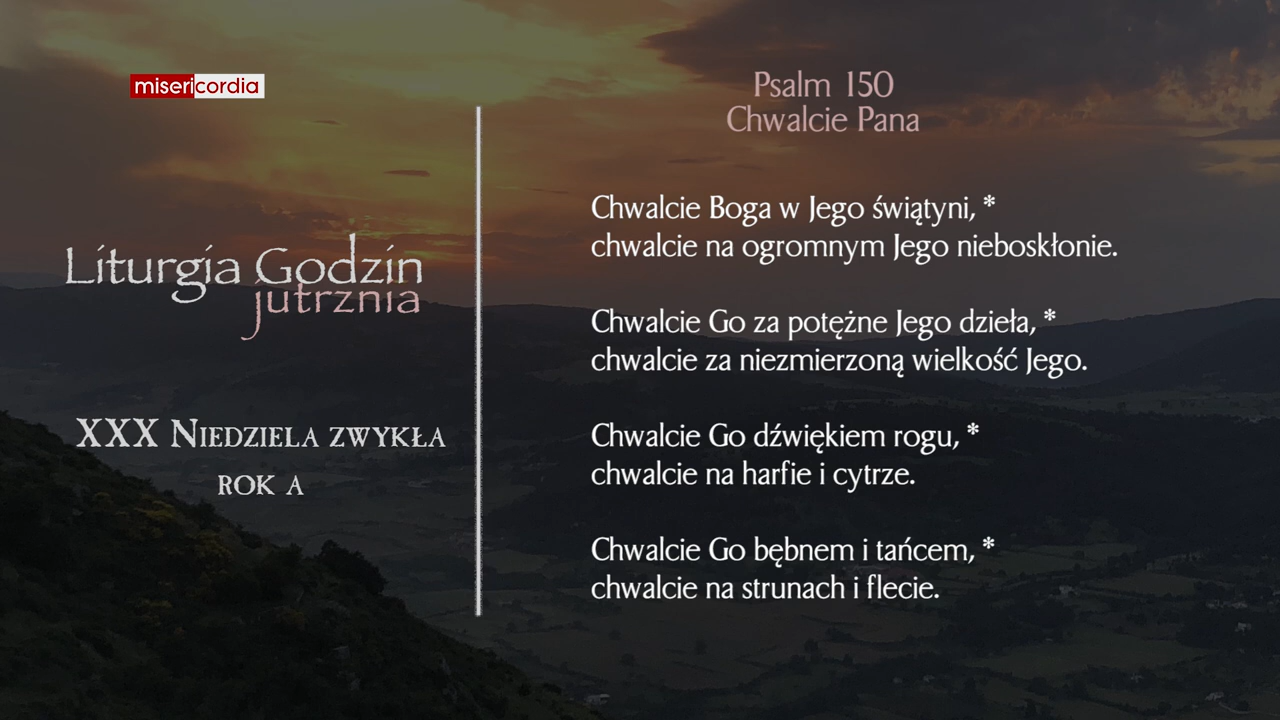 misericordia
Liturgia Godzin
jutrznia
XXX Niedziela zwykła
rok A
Psalm 150
Chwalcie Pana
Chwalcie Boga w Jego świątyni, *
chwalcie na ogromnym Jego nieboskłonie.
Chwalcie Go za potężne Jego dzieła, *
chwalcie za niezmierzoną wielkość Jego.
Chwalcie Go dźwiękiem rogu, *
chwalcie na harfie i cytrze.
Chwalcie Go bębnem i tańcem, *
chwalcie na strunach i flecie.